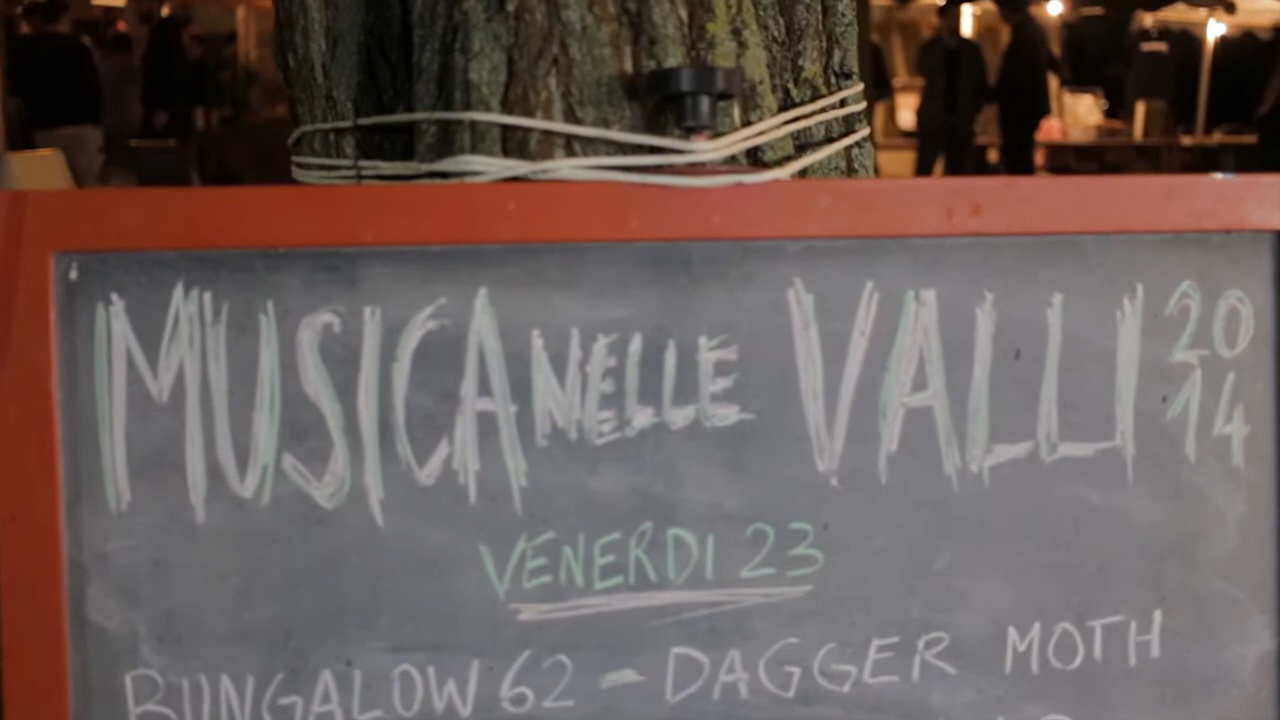 MUSICA NELLE VALLI 2014
VENERDI 23
BUNGALOW 62 - DAGGER MOTH